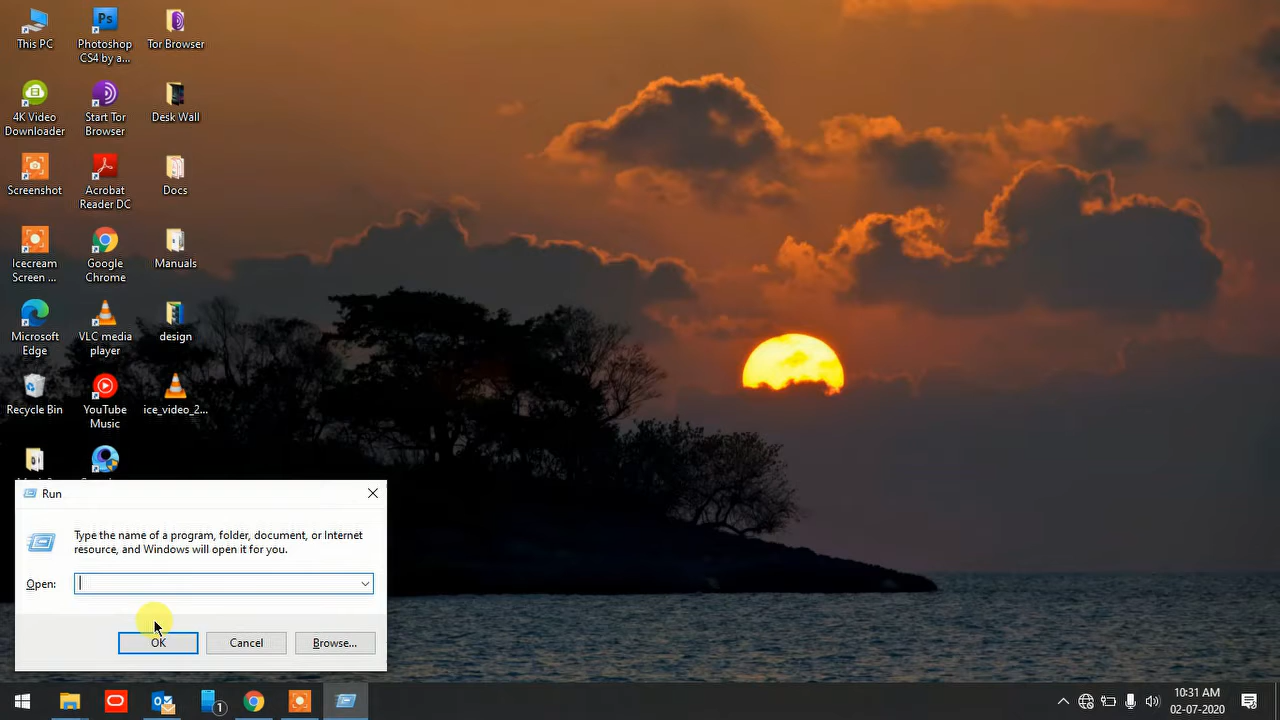 This PC
Photoshop
CS4 by a...
Ps
Tor Browser
4K Video
Downloader
Start Tor
Browser
Desk Wall
Screenshot
Acrobat
Reader DC
Docs
Icecream
Screen ...
Google
Chrome
Manuals
Microsoft
Edge
VLC media
player
design
Recycle Bin
YouTube
Music
ice_video_2...
Run
Type the name of a program, folder, document, or Internet
resource, and Windows will open it for you.
Open:
OK
Cancel
Browse...
1
10:31 AM
02-07-2020